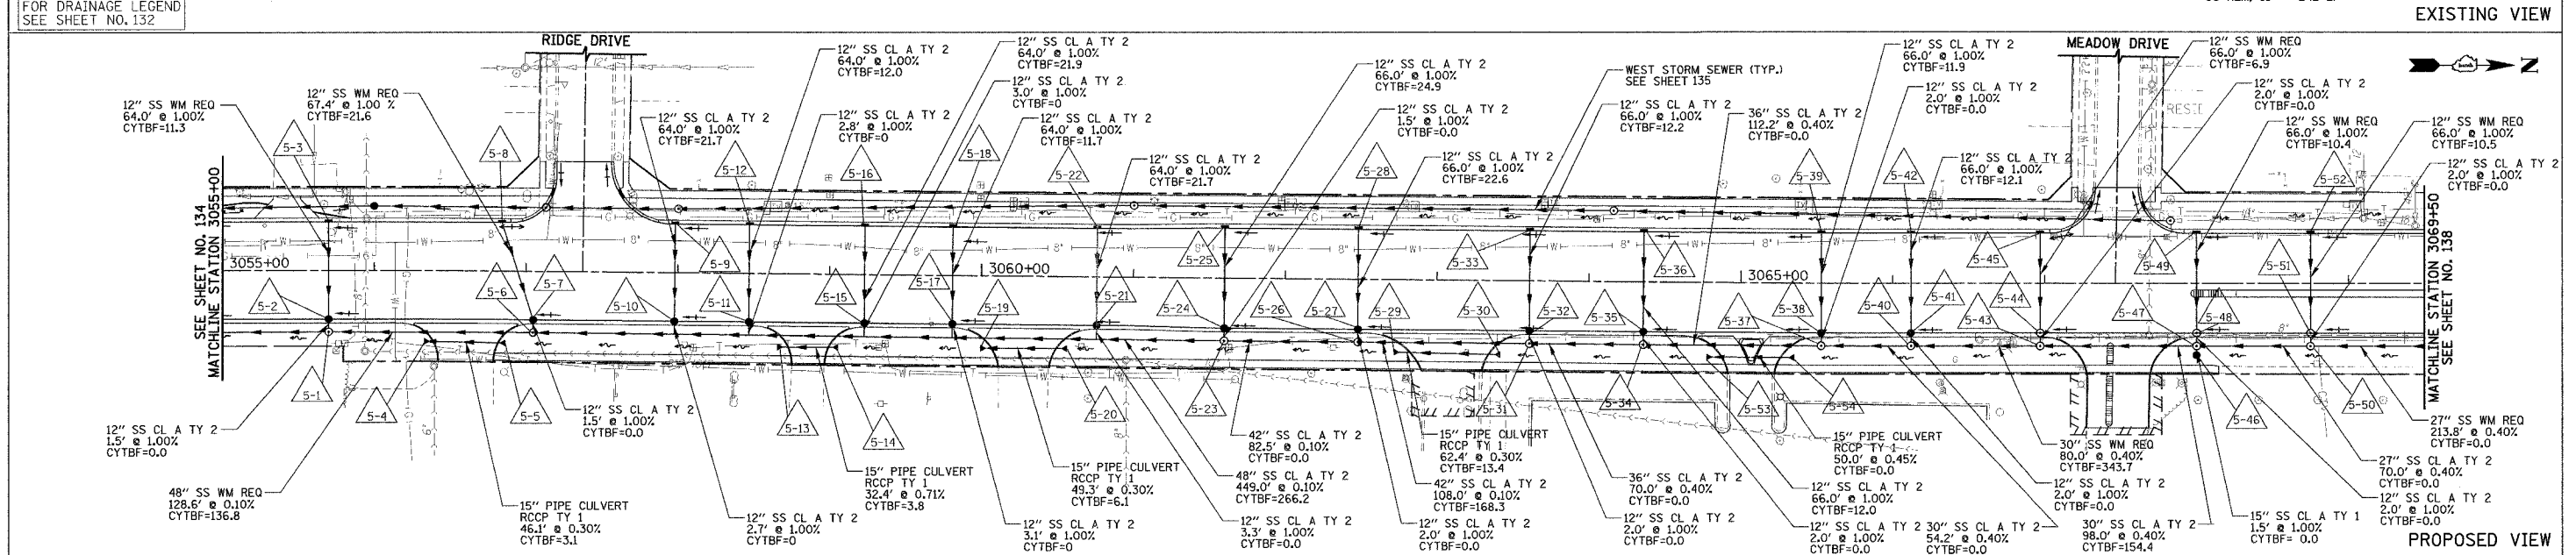 FOR DRAINAGE LEGEND
SEE SHEET NO. 132
EXISTING VIEW
RIDGE DRIVE
MEADOW DRIVE
N
12" SS WM REQ
64.0' @ 1.00%
CYTBF=11.3
12" SS WM REQ
67.4' @ 1.00 %
CYTBF=21.6
12" SS CL A TY 2
64.0' @ 1.00%
CYTBF=21.7
12" SS CL A TY 2
64.0' @ 1.00%
CYTBF=12.0
12" SS CL A TY 2
2.8' @ 1.00%
CYTBF=0
12" SS CL A TY 2
64.0' @ 1.00%
CYTBF=21.9
12" SS CL A TY 2
3.0' @ 1.00%
CYTBF=0
12" SS CL A TY 2
64.0' @ 1.00%
CYTBF=11.7
12" SS CL A TY 2
64.0' @ 1.00%
CYTBF=21.7
12" SS CL A TY 2
66.0' @ 1.00%
CYTBF=24.9
12" SS CL A TY 2
1.5' @ 1.00%
CYTBF=0.0
12" SS CL A TY 2
66.0' @ 1.00%
CYTBF=22.6
WEST STORM SEWER (TYP.)
SEE SHEET 135
12" SS CL A TY 2
66.0' @ 1.00%
CYTBF=12.2
36" SS CL A TY 2
112.2' @ 0.40%
CYTBF=0.0
12" SS CL A TY 2
66.0' @ 1.00%
CYTBF=11.9
12" SS CL A TY 2
2.0' @ 1.00%
CYTBF=0.0
12" SS CL A TY 2
66.0' @ 1.00%
CYTBF=12.1
12" SS WM REQ
66.0' @ 1.00%
CYTBF=6.9
12" SS CL A TY 2
2.0' @ 1.00%
CYTBF=0.0
12" SS WM REQ
66.0' @ 1.00%
CYTBF=10.4
12" SS WM REQ
66.0' @ 1.00%
CYTBF=10.5
12" SS CL A TY 2
2.0' @ 1.00%
CYTBF=0.0
5-3
5-8
5-12
5-16
5-18
5-22
5-28
5-39
5-42
5-52
SEE SHEET NO. 134
MATCHLINE STATION 3055+00
3055+00
3060+00
3065+00
MATCHLINE STATION 3069+50
SEE SHEET NO. 138
5-9
5-25
5-33
5-36
5-45
5-49
5-51
5-2
5-6
5-7
5-10
5-11
5-15
5-17
5-19
5-21
5-24
5-26
5-27
5-29
5-30
5-32
5-35
5-37
5-38
5-40
5-41
5-43
5-44
5-47
5-48
5-1
5-4
5-5
5-13
5-14
5-20
5-23
5-31
5-34
5-53
5-54
5-46
5-50
12" SS CL A TY 2
1.5' @ 1.00%
CYTBF=0.0
48" SS WM REQ
128.6' @ 0.10%
CYTBF=136.8
15" PIPE CULVERT
RCCP TY 1
46.1' @ 0.30%
CYTBF=3.1
12" SS CL A TY 2
1.5' @ 1.00%
CYTBF=0.0
12" SS CL A TY 2
2.7' @ 1.00%
CYTBF=0
15" PIPE CULVERT
RCCP TY 1
32.4' @ 0.71%
CYTBF=3.8
12" SS CL A TY 2
3.1' @ 1.00%
CYTBF=0
15" PIPE CULVERT
RCCP TY 1
49.3' @ 0.30%
CYTBF=6.1
42" SS CL A TY 2
82.5' @ 0.10%
CYTBF=0.0
48" SS CL A TY 2
449.0' @ 0.10%
CYTBF=266.2
12" SS CL A TY 2
3.3' @ 1.00%
CYTBF=0.0
15" PIPE CULVERT
RCCP TY 1
62.4' @ 0.30%
CYTBF=13.4
42" SS CL A TY 2
108.0' @ 0.10%
CYTBF=168.3
12" SS CL A TY 2
2.0' @ 1.00%
CYTBF=0.0
36" SS CL A TY 2
70.0' @ 0.40%
CYTBF=0.0
12" SS CL A TY 2
2.0' @ 1.00%
CYTBF=0.0
15" PIPE CULVERT
RCCP TY 1
50.0' @ 0.45%
CYTBF=0.0
12" SS CL A TY 2
66.0' @ 1.00%
CYTBF=12.0
12" SS CL A TY 2
2.0' @ 1.00%
CYTBF=0.0
30" SS CL A TY 2
54.2' @ 0.40%
CYTBF=0.0
30" SS WM REQ
80.0' @ 0.40%
CYTBF=343.7
12" SS CL A TY 2
2.0' @ 1.00%
CYTBF=0.0
30" SS CL A TY 2
98.0' @ 0.40%
CYTBF=154.4
15" SS CL A TY 1
1.5' @ 1.00%
CYTBF= 0.0
27" SS WM REQ
213.8' @ 0.40%
CYTBF=0.0
27" SS CL A TY 2
70.0' @ 0.40%
CYTBF=0.0
12" SS CL A TY 2
2.0' @ 1.00%
CYTBF=0.0
PROPOSED VIEW